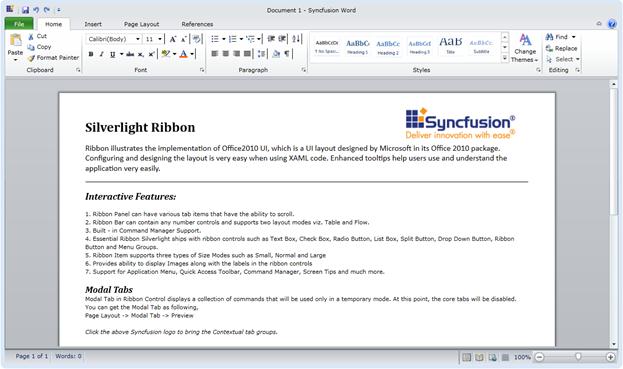 Document 1 - Syncfusion Word
File Home Insert Page Layout References
Paste Cut Copy Format Painter
Clipboard
Calibri(Body) 11
B I U
Font
Paragraph
AaBbCcDc AaBbC AaBbCc AaBbCcI AaB AaBbCc.
¶ No Spac... Heading 1 Heading 2 Heading 3 Title Subtitle
Styles
Change Themes
Find
Replace
Select
Editing
Syncfusion®
Deliver innovation with ease®
Silverlight Ribbon
Ribbon illustrates the implementation of Office2010 UI, which is a UI layout designed by Microsoft in its Office 2010 package.
Configuring and designing the layout is very easy when using XAML code. Enhanced tooltips help users use and understand the
application very easily.
Interactive Features:
1. Ribbon Panel can have various tab items that have the ability to scroll.
2. Ribbon Bar can contain any number controls and supports two layout modes viz. Table and Flow.
3. Built - in Command Manager Support.
4. Essential Ribbon Silverlight ships with ribbon controls such as Text Box, Check Box, Radio Button, List Box, Split Button, Drop Down Button, Ribbon
Button and Menu Groups.
5. Ribbon Item supports three types of Size Modes such as Small, Normal and Large
6. Provides ability to display Images along with the labels in the ribbon controls
7. Support for Application Menu, Quick Access Toolbar, Command Manager, Screen Tips and much more.
Modal Tabs
Modal Tab in Ribbon Control displays a collection of commands that will be used only in a temporary mode. At this point, the core tabs will be disabled.
You can get the Modal Tab as following,
Page Layout -> Modal Tab -> Preview
Click the above Syncfusion logo to bring the Contextual tab groups.
Page 1 of 1 Words: 0 100%